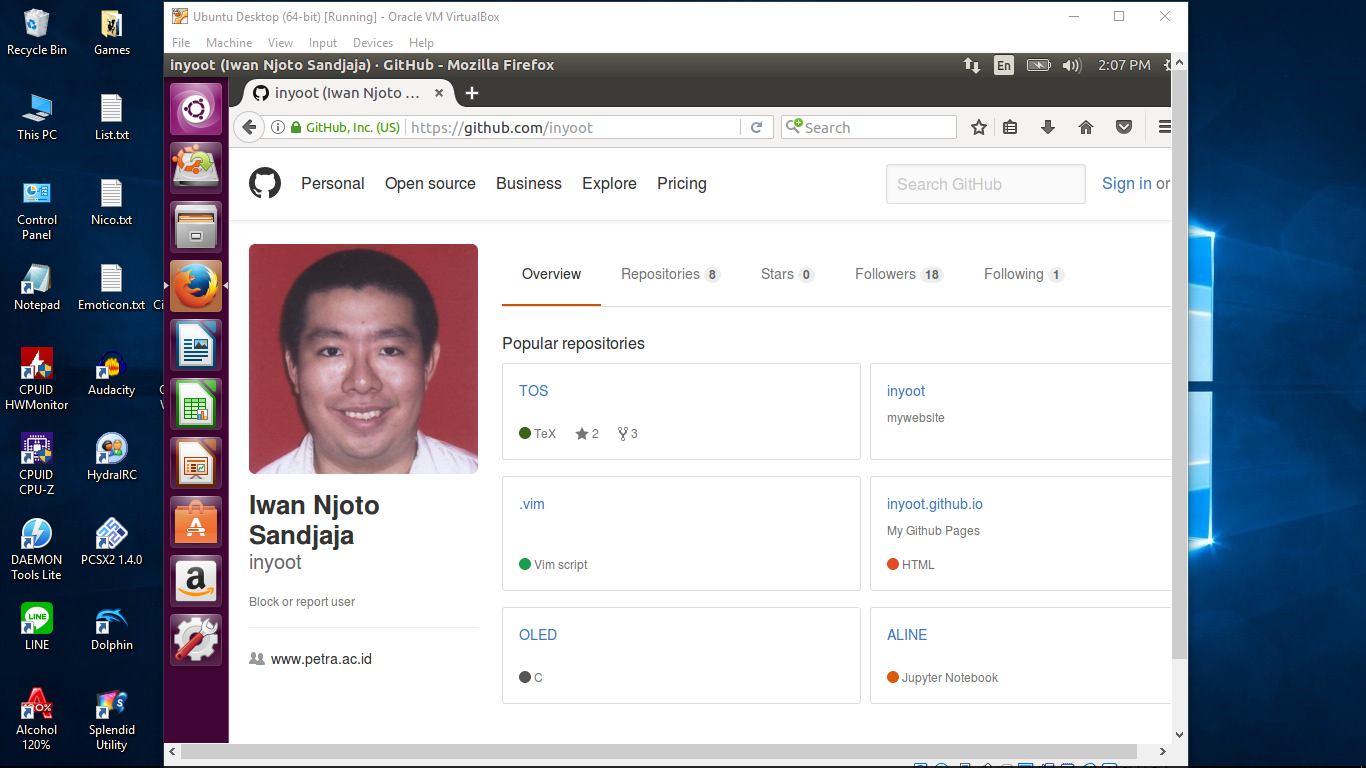 Ubuntu Desktop (64-bit) [Running] - Oracle VM VirtualBox
File Machine View Input Devices Help
inyoot (Iwan Njoto Sandjaja) · GitHub - Mozilla Firefox
En
2:07 PM
inyoot (Iwan Njoto ...
GitHub, Inc. (US)
https://github.com/inyoot
Search
Personal Open source Business Explore Pricing
Search GitHub
Sign in or
Overview
Repositories 8
Stars 0
Followers 18
Following 1
Popular repositories
TOS
TeX 2 3
inyoot
mywebsite
.vim
Vim script
inyoot.github.io
My Github Pages
HTML
OLED
C
ALINE
Jupyter Notebook
Iwan Njoto
Sandjaja
inyoot
Block or report user
www.petra.ac.id
Recycle Bin
Games
This PC
List.txt
Control
Panel
Nico.txt
Notepad
Emoticon.txt
CPUID
HWMonitor
Audacity
CPUID
CPU-Z
HydraIRC
DAEMON
Tools Lite
PCSX2 1.4.0
LINE
LINE
Dolphin
Alcohol
120%
Splendid
Utility